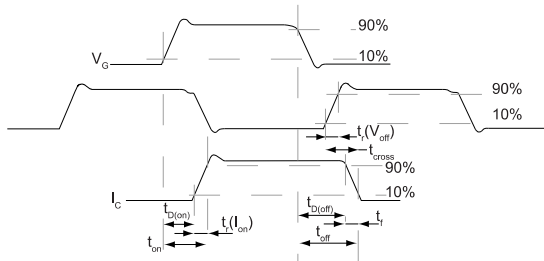 90%
V_G
10%
90%
10%
t_r(V_off)
t_cross
90%
I_C
10%
t_D(on)
t_D(off)
t_r(I_on)
t_f
t_on
t_off